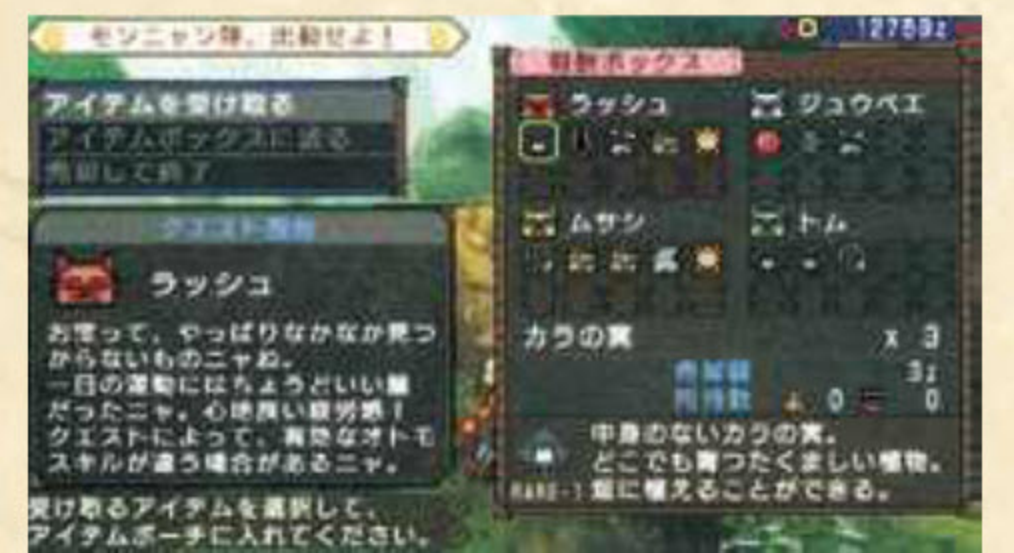 モンニャン隊、出動せよ！
12759z
アイテムを受け取る
アイテムボックスに送る
売却して終了
報酬ボックス
ラッシュ
ジュウベエ
ムサシ
トム
クエスト報告
ラッシュ
お宝って、やっぱりなかなか見つ
からないものニャね。
一日の運動にはちょうどいい量
だったニャ。心地良い疲労感！
クエストによって、有効なオトモ
スキルが違う場合があるニャ。
カラの実 x 3
3z
所持数 0 0
中身のないカラの実。
どこでも育つたくましい植物。
RARE-1 畑に植えることができる。
受け取るアイテムを選択して、
アイテムポーチに入れてください。